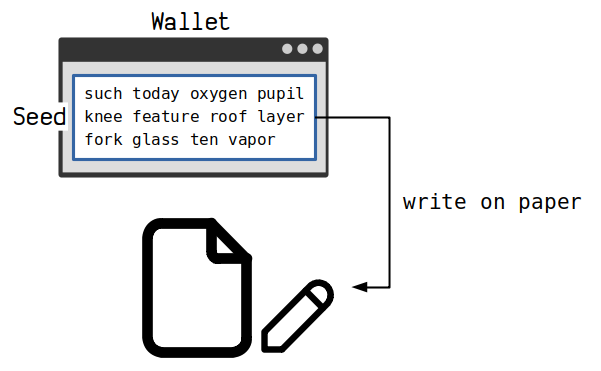 Wallet
Seed
such today oxygen pupil
knee feature roof layer
fork glass ten vapor
write on paper